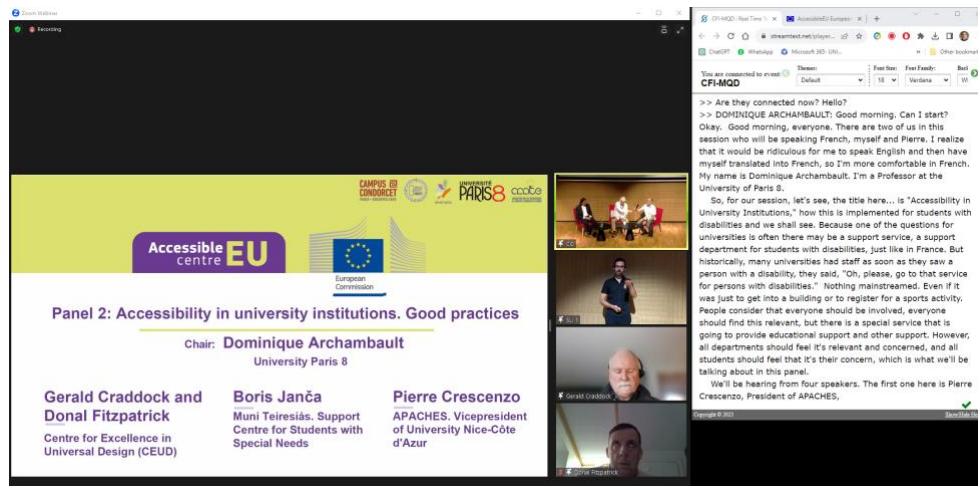 Zoom Webinar
Recording
CAMPUS
CONDORCET
UNIVERSITÉ
PARIS8
Accessible
centre EU
European
Commission
Panel 2: Accessibility in university institutions. Good practices
Chair: Dominique Archambault
University Paris 8
Gerald Craddock and
Donal Fitzpatrick
Centre for Excellence in
Universal Design (CEUD)
Boris Janča
Muni Teiresiás. Support
Centre for Students with
Special Needs
Pierre Crescenzo
APACHES. Vicepresident
of University Nice-Côte
d'Azur
Gerald Craddock
Donal Fitzpatrick
CFI-MQD - Real Time
AccessibleEU Europea
streamtext.net/player...
ChatGPT
WhatsApp
Microsoft 365- UNI...
Other bookmar
You are connected to event
CFI-MQD
Themes:
Default
Font Size:
18
Font Family:
Verdana
>> Are they connected now? Hello?
>> DOMINIQUE ARCHAMBAULT: Good morning. Can I start?
Okay. Good morning, everyone. There are two of us in this
session who will be speaking French, myself and Pierre. I realize
that it would be ridiculous for me to speak English and then have
myself translated into French, so I'm more comfortable in French.
My name is Dominique Archambault. I'm a Professor at the
University of Paris 8.
So, for our session, let's see, the title here... is "Accessibility in
University Institutions," how this is implemented for students with
disabilities and we shall see. Because one of the questions for
universities is often there may be a support service, a support
department for students with disabilities, just like in France. But
historically, many universities had staff as soon as they saw a
person with a disability, they said, "Oh, please, go to that service
for persons with disabilities." Nothing mainstreamed. Even if it
was just to get into a building or to register for a sports activity.
People consider that everyone should be involved, everyone
should find this relevant, but there is a special service that is
going to provide educational support and other support. However,
all departments should feel it's relevant and concerned, and all
students should feel that it's their concern, which is what we'll be
talking about in this panel.
We'll be hearing from four speakers. The first one here is Pierre
Crescenzo, President of APACHES,
Copyright © 2023
Show/Hide He